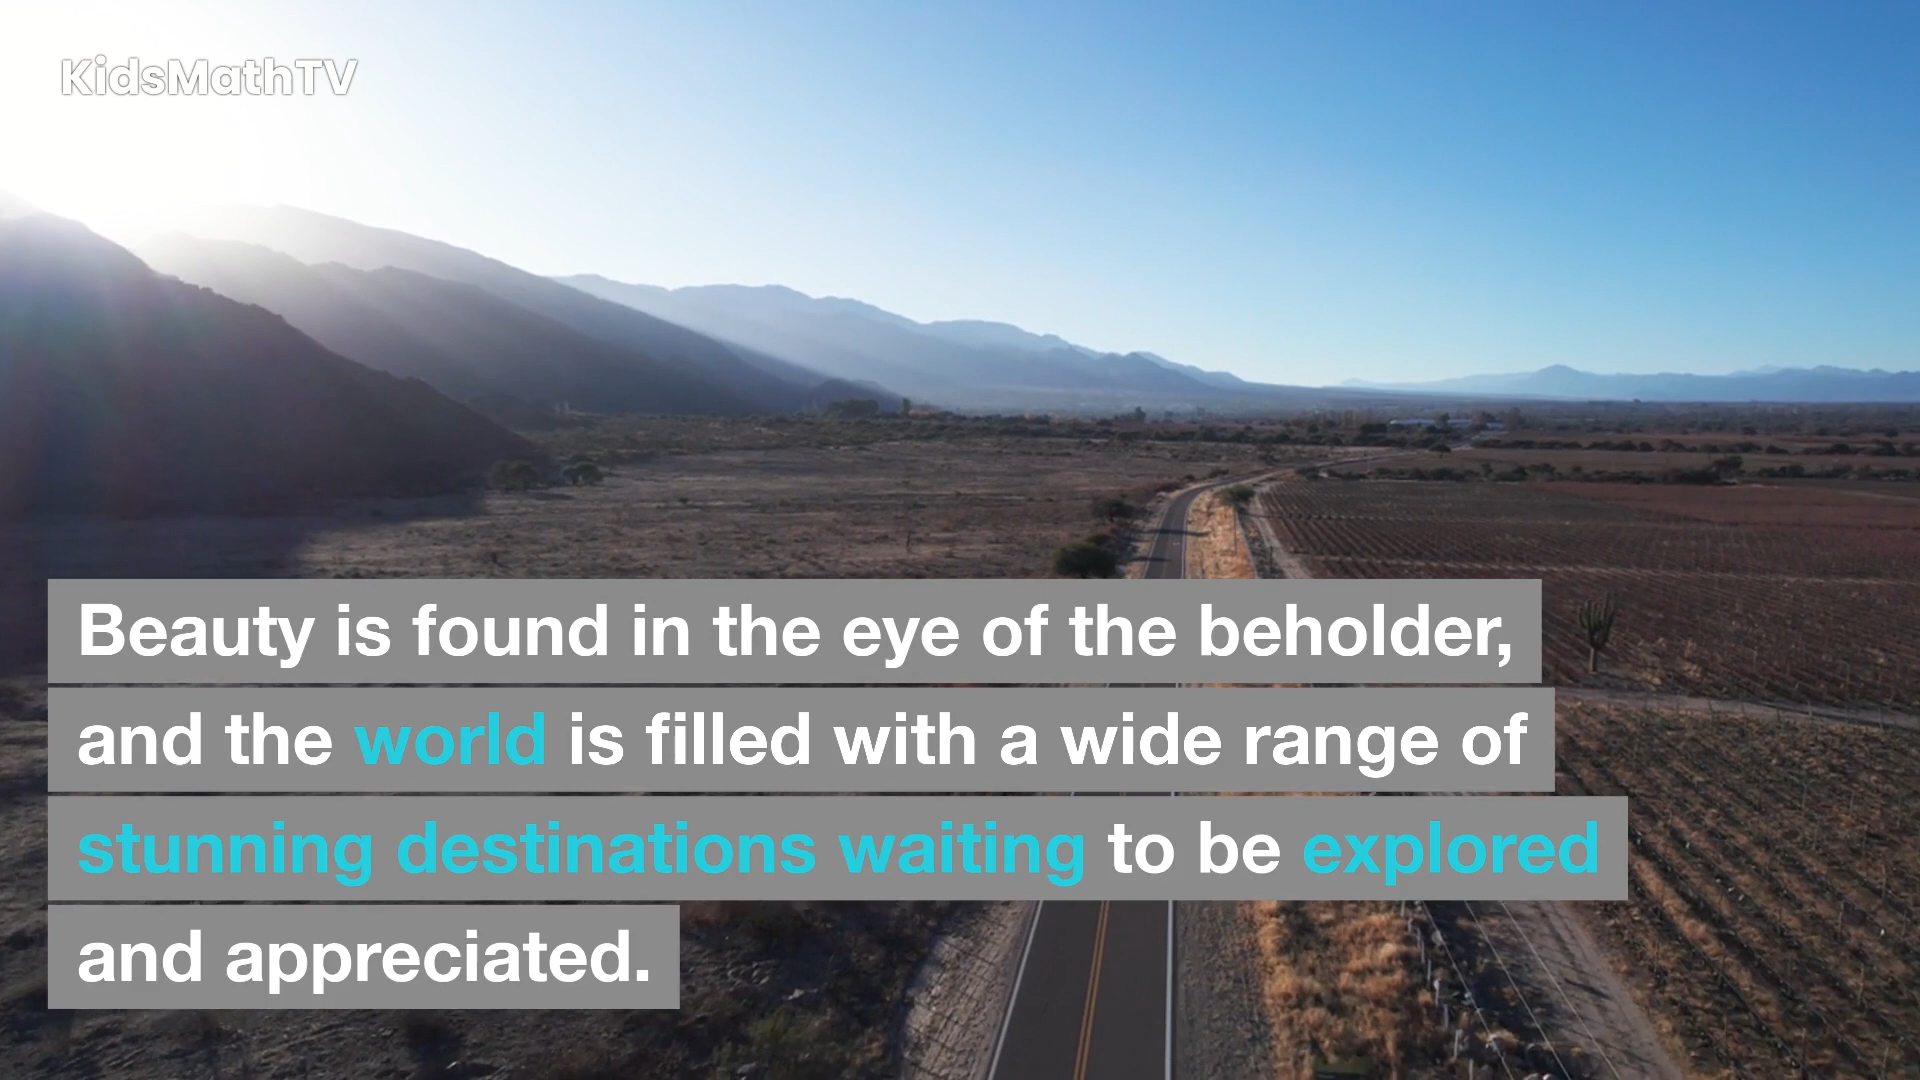 KidsMathTV
Beauty is found in the eye of the beholder,
and the world is filled with a wide range of
stunning destinations waiting to be explored
and appreciated.